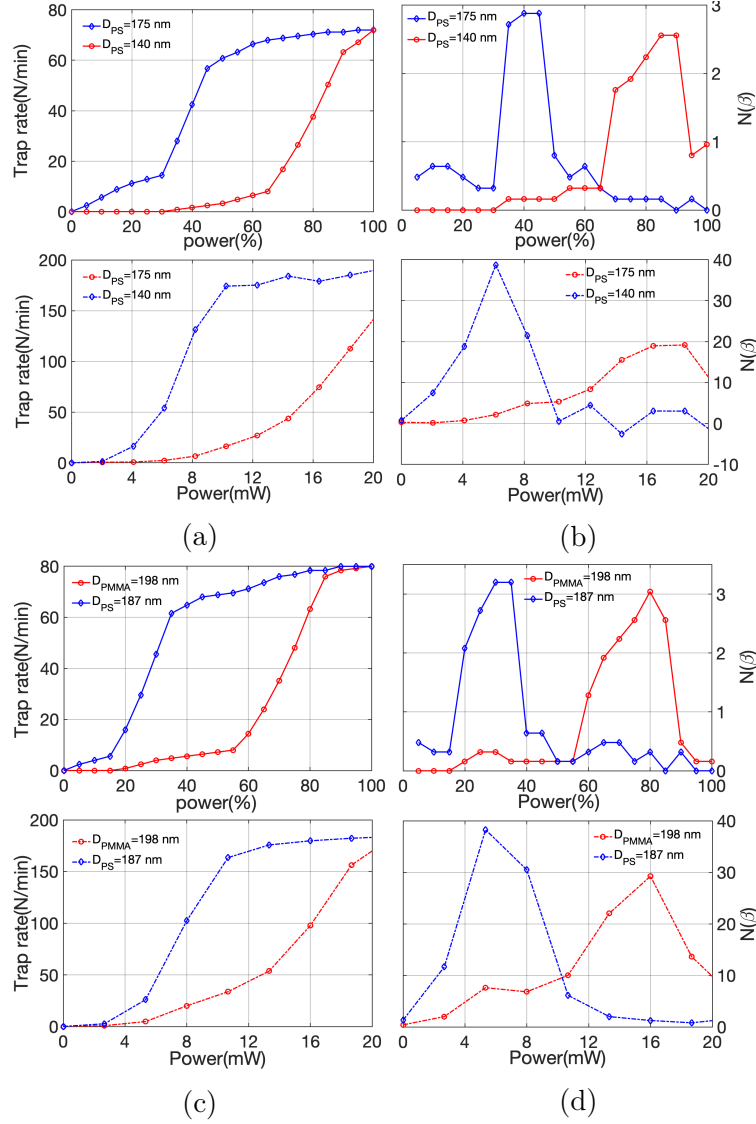 80
60
40
20
0
Trap rate(N/min)
D_PS=175 nm
D_PS=140 nm
0 20 40 60 80 100
power(%)
3
2
1
0
N(β)
D_PS=175 nm
D_PS=140 nm
0 20 40 60 80 100
Power(%)
200
150
100
50
0
Trap rate(N/min)
D_PS=175 nm
D_PS=140 nm
0 4 8 12 16 20
Power(mW)
40
30
20
10
0
-10
N(β)
D_PS=175 nm
D_PS=140 nm
0 4 8 12 16 20
Power(mW)
(a)
(b)
80
60
40
20
0
Trap rate(N/min)
D_PMMA=198 nm
D_PS=187 nm
0 20 40 60 80 100
power(%)
3
2
1
0
N(β)
D_PMMA=198 nm
D_PS=187 nm
0 20 40 60 80 100
Power(%)
200
150
100
50
0
Trap rate(N/min)
D_PMMA=198 nm
D_PS=187 nm
0 4 8 12 16 20
Power(mW)
40
30
20
10
0
N(β)
D_PMMA=198 nm
D_PS=187 nm
0 4 8 12 16 20
Power(mW)
(c)
(d)